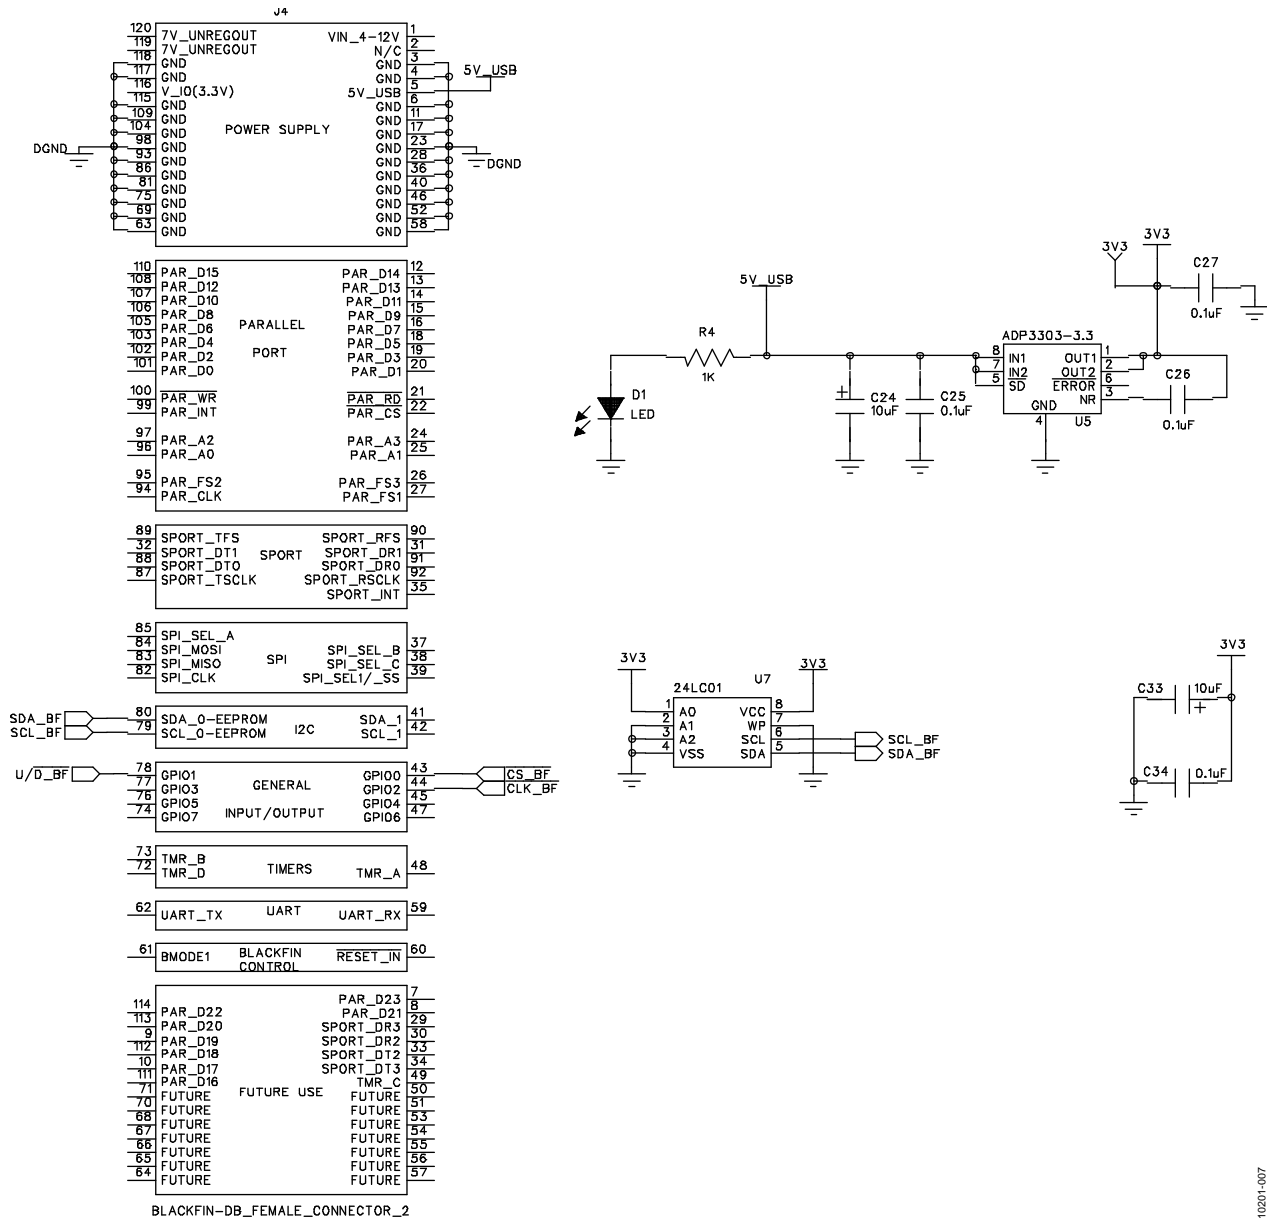 J4
120 7V_UNREGOUT VIN_4-12V 1
119 7V_UNREGOUT N/C 2
118 GND GND 3
117 GND GND 4
116 V_IO(3.3V) 5V_USB 5 5V_USB
115 GND GND 6
109 GND GND 11
104 GND POWER SUPPLY GND 17
DGND 98 GND GND 23 DGND
93 GND GND 28
86 GND GND 36
81 GND GND 40
75 GND GND 46
69 GND GND 52
63 GND GND 58
110 PAR_D15 PAR_D14 12
108 PAR_D12 PAR_D13 13
107 PAR_D10 PAR_D11 14
106 PAR_D8 PAR_D9 15
105 PAR_D6 PARALLEL PAR_D7 16
103 PAR_D4 PAR_D5 18
102 PAR_D2 PORT PAR_D3 19
101 PAR_D0 PAR_D1 20
100 PAR_WR PAR_RD 21
99 PAR_INT PAR_CS 22
97 PAR_A2 PAR_A3 24
96 PAR_A0 PAR_A1 25
95 PAR_FS2 PAR_FS3 26
94 PAR_CLK PAR_FS1 27
89 SPORT_TFS SPORT_RFS 90
32 SPORT_DT1 SPORT SPORT_DR1 31
88 SPORT_DT0 SPORT_DR0 91
87 SPORT_TSCLK SPORT_RSCLK 92
SPORT_INT 35
85 SPI_SEL_A
84 SPI_MOSI SPI_SEL_B 37
83 SPI_MISO SPI SPI_SEL_C 38
82 SPI_CLK SPI_SEL1/_SS 39
SDA_BF 80 SDA_0-EEPROM SDA_1 41
SCL_BF 79 SCL_0-EEPROM I2C SCL_1 42
U/D_BF 78 GPIO1 GPIO0 43 CS_BF
77 GPIO3 GENERAL GPIO2 44 CLK_BF
76 GPIO5 GPIO4 45
74 GPIO7 INPUT/OUTPUT GPIO6 47
73 TMR_B
72 TMR_D TIMERS TMR_A 48
62 UART_TX UART UART_RX 59
61 BMODE1 BLACKFIN CONTROL RESET_IN 60
PAR_D23 7
114 PAR_D22 PAR_D21 8
113 PAR_D20 SPORT_DR3 29
9 PAR_D19 SPORT_DR2 30
112 PAR_D18 SPORT_DT2 33
10 PAR_D17 SPORT_DT3 34
111 PAR_D16 TMR_C 49
71 FUTURE FUTURE USE FUTURE 50
70 FUTURE FUTURE 51
68 FUTURE FUTURE 53
67 FUTURE FUTURE 54
66 FUTURE FUTURE 55
65 FUTURE FUTURE 56
64 FUTURE FUTURE 57
BLACKFIN-DB_FEMALE_CONNECTOR_2
3V3 3V3
C27
0.1uF
5V_USB
R4
1K
D1
LED
C24
10uF
C25
0.1uF
ADP3303-3.3
8 IN1 OUT1 1
7 IN2 OUT2 2
5 SD ERROR 6
NR 3
GND
4
U5
C26
0.1uF
3V3 3V3
24LC01 U7
1 A0 VCC 8
2 A1 WP 7
3 A2 SCL 6 SCL_BF
4 VSS SDA 5 SDA_BF
3V3
C33 10uF
C34 0.1uF
10201-007